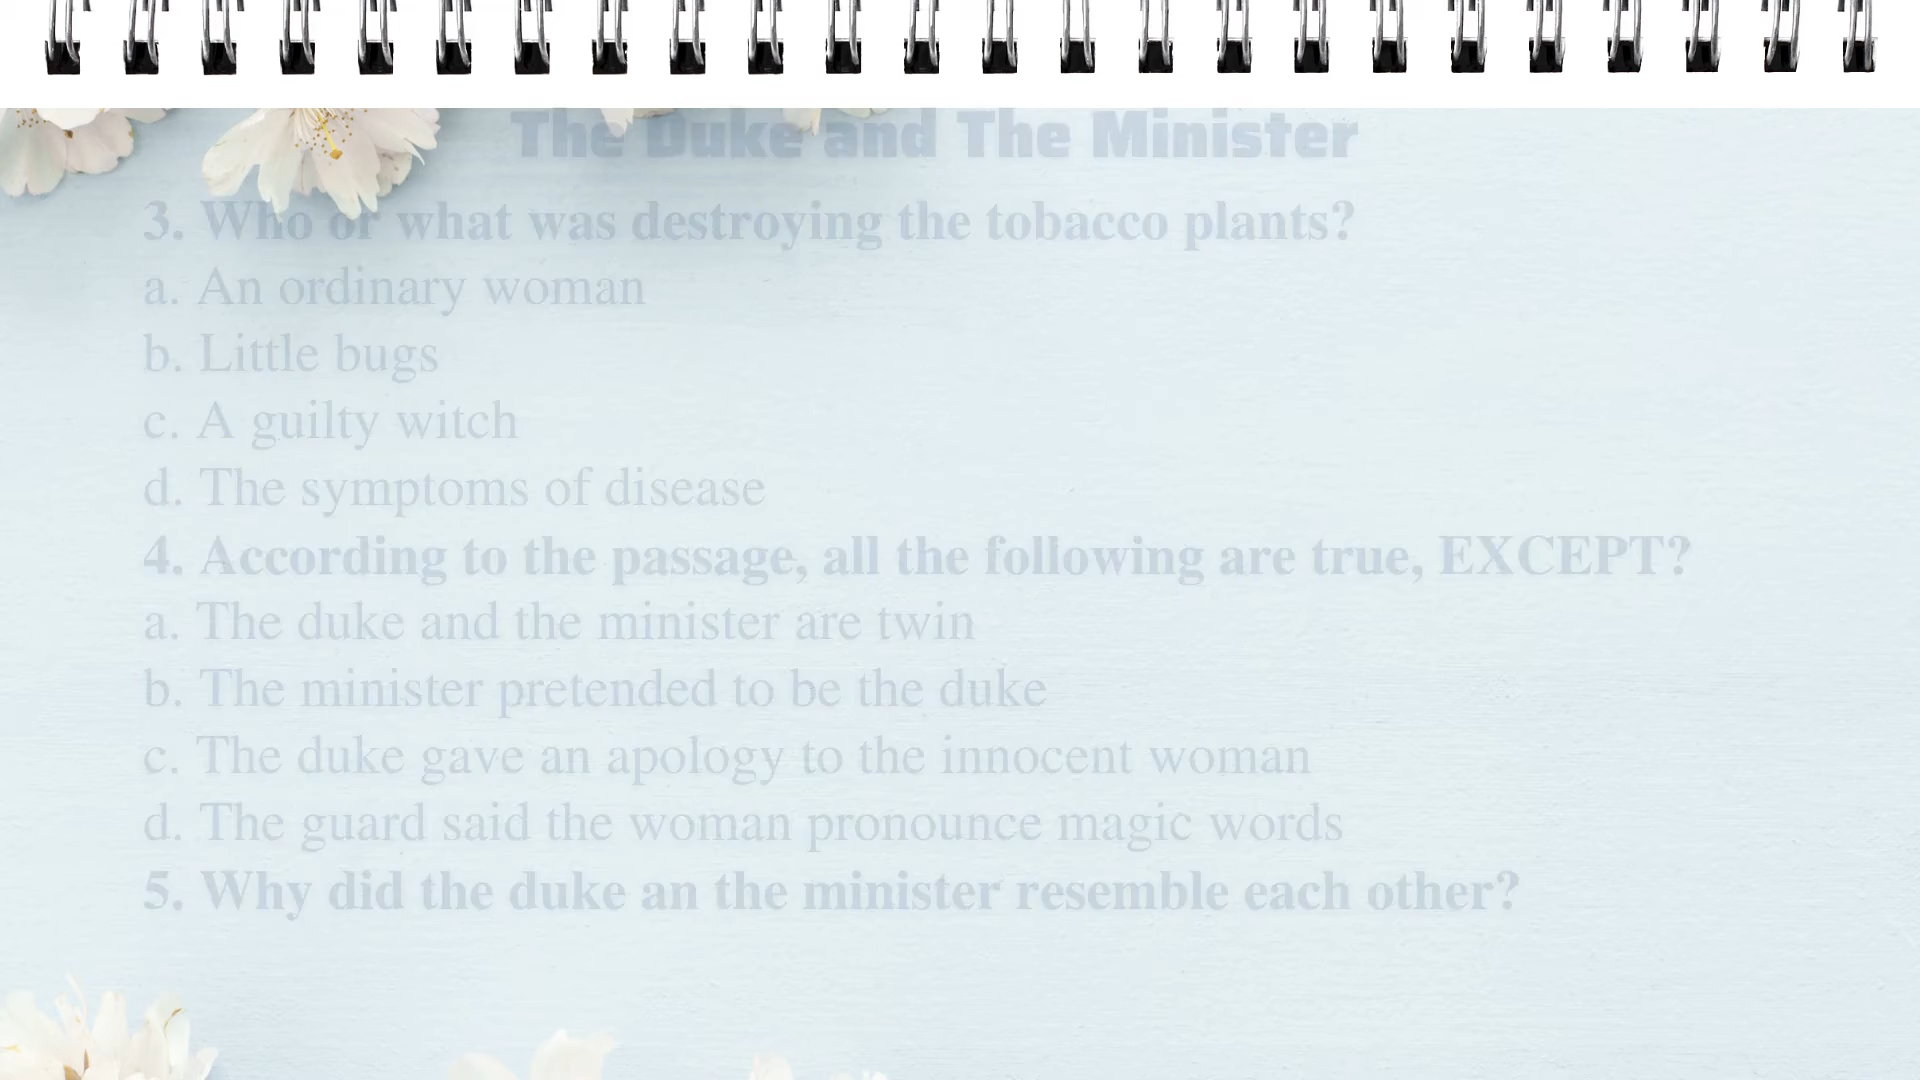 The Duke and The Minister
3. Who or what was destroying the tobacco plants?
a. An ordinary woman
b. Little bugs
c. A guilty witch
d. The symptoms of disease
4. According to the passage, all the following are true, EXCEPT?
a. The duke and the minister are twin
b. The minister pretended to be the duke
c. The duke gave an apology to the innocent woman
d. The guard said the woman pronounce magic words
5. Why did the duke an the minister resemble each other?